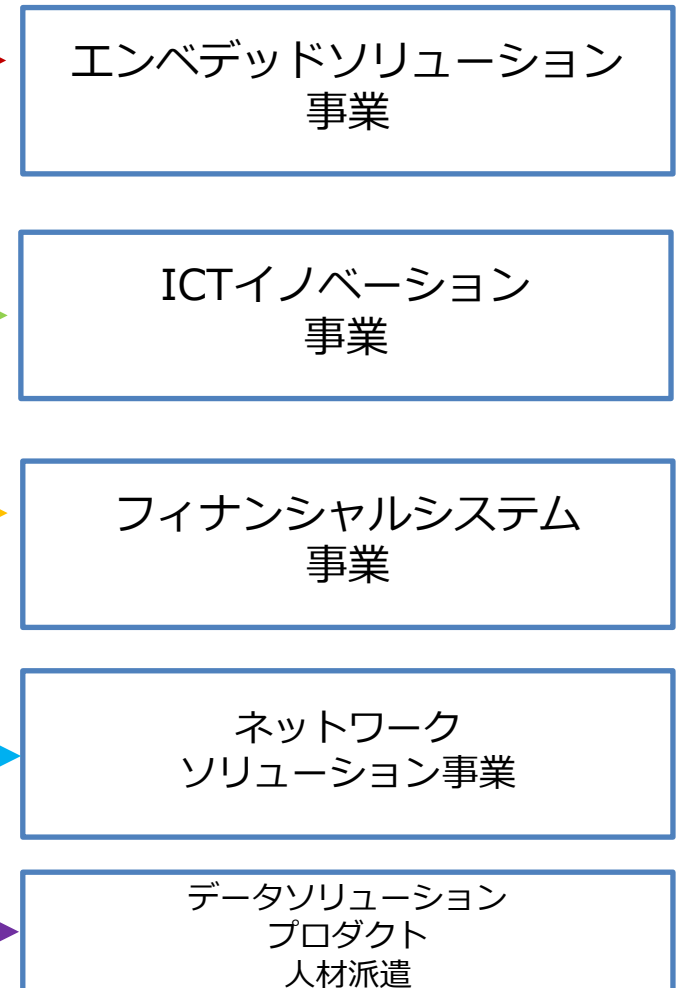 エンベデッドソリューション
事業
ICTイノベーション
事業
フィナンシャルシステム
事業
ネットワーク
ソリューション事業
データソリューション
プロダクト
人材派遣